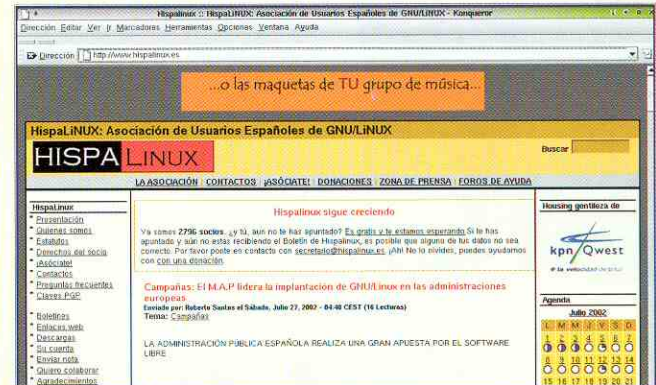 Hispalinux :: HispaLiNUX: Asociación de Usuarios Españoles de GNU/LiNUX - Konqueror
Dirección Editar Ver Ir Marcadores Herramientas Opciones Ventana Ayuda
Dirección http://www.hispalinux.es
...o las maquetas de TU grupo de música...
HispaLiNUX: Asociación de Usuarios Españoles de GNU/LiNUX
HISPA LINUX
Buscar
LA ASOCIACIÓN | CONTACTOS | ¡ASÓCIATE! | DONACIONES | ZONA DE PRENSA | FOROS DE AYUDA
HispaLinux
Presentación
Quienes somos
Estatutos
Derechos del socio
¡Asóciate!
Contactos
Preguntas frecuentes
Claves PGP
Boletines
Enlaces web
Descargas
Su cuenta
Enviar nota
Quiero colaborar
Agradecimientos
Hispalinux sigue creciendo
Ya somos 2796 socios. ¿y tú, aun no te has apuntado? Es gratis y te estamos esperando. Si te has
apuntado y aún no estás recibiendo el Boletín de Hispalinux, es posible que alguno de tus datos no sea
correcto. Por favor ponte en contacto con secretario@hispalinux.es. ¡Ah! No lo olvides, puedes ayudarnos
con con una donación.
Campañas: El M.A.P lidera la implantación de GNU/Linux en las administraciones
europeas
Enviado por: Roberto Santos el Sábado, Julio 27, 2002 - 04:40 CEST (16 Lecturas)
Tema: Campañas
LA ADMINISTRACIÓN PÚBLICA ESPAÑOLA REALIZA UNA GRAN APUESTA POR EL SOFTWARE
LIBRE
Housing gentileza de
kpn Qwest
Agenda
Julio 2002
L M M J V S D
1 2 3 4 5 6 7
8 9 10 11 12 13 14
15 16 17 18 19 20 21